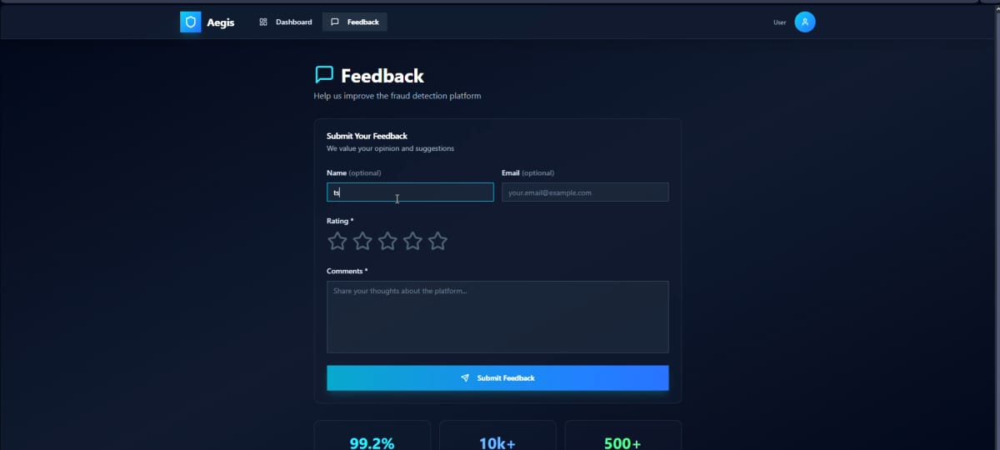 Aegis Dashboard Feedback User
Feedback
Help us improve the fraud detection platform
Submit Your Feedback
We value your opinion and suggestions
Name (optional) Email (optional)
ts your.email@example.com
Rating *
Comments *
Share your thoughts about the platform...
Submit Feedback
99.2% 10k+ 500+